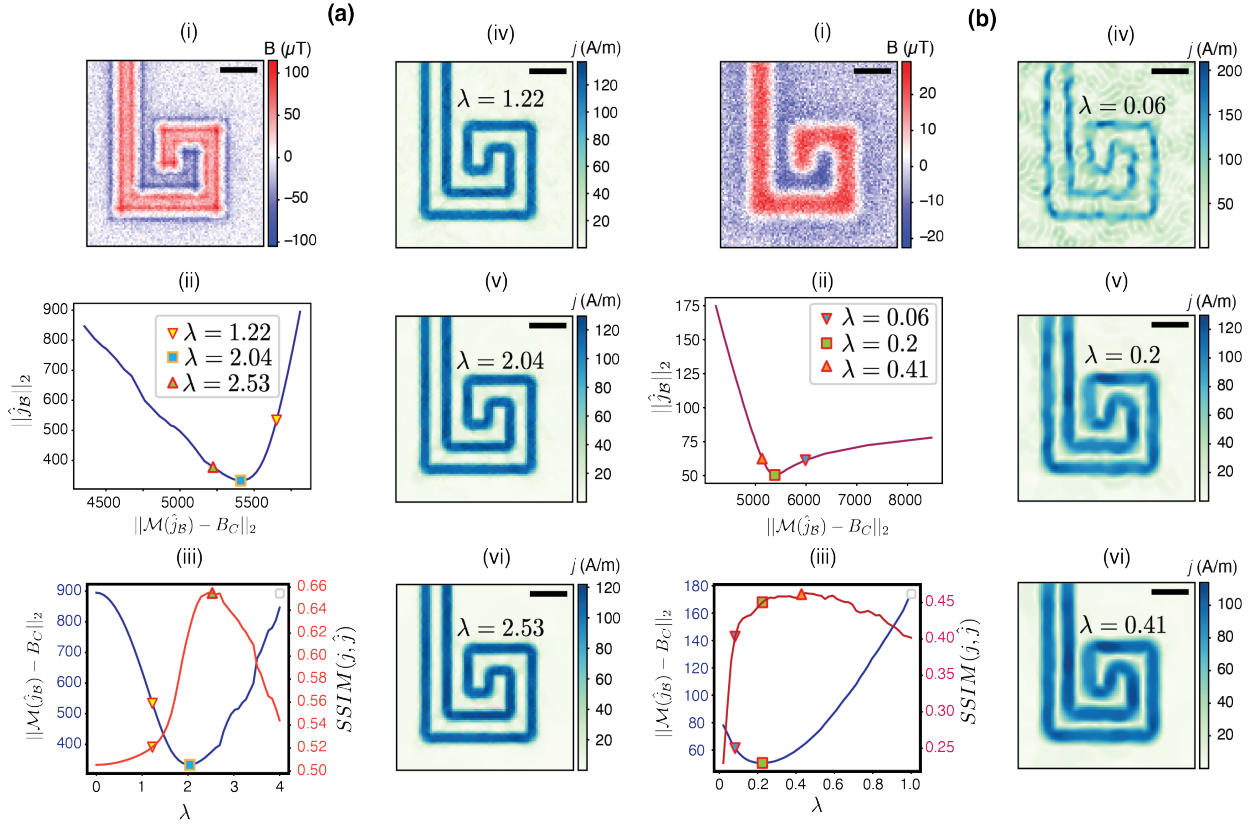 (a)
(i)
B (µT)
100
50
0
−50
−100
(iv)
j (A/m)
λ = 1.22
120
100
80
60
40
20
(ii)
900
800
700
600
500
400
4500
5000
5500
||ĵ_B||₂
||M(ĵ_B) − B_C||₂
λ = 1.22
λ = 2.04
λ = 2.53
(v)
j (A/m)
λ = 2.04
120
100
80
60
40
20
(iii)
900
800
700
600
500
400
||M(ĵ_B) − B_C||₂
0.66
0.64
0.62
0.60
0.58
0.56
0.54
0.52
0.50
SSIM(j, ĵ)
0
1
2
3
4
λ
(vi)
j (A/m)
λ = 2.53
120
100
80
60
40
20
(b)
(i)
B (µT)
20
10
0
−10
−20
(iv)
j (A/m)
λ = 0.06
200
150
100
50
(ii)
175
150
125
100
75
50
5000
6000
7000
8000
||ĵ_B||₂
||M(ĵ_B) − B_C||₂
λ = 0.06
λ = 0.2
λ = 0.41
(v)
j (A/m)
λ = 0.2
120
100
80
60
40
20
(iii)
180
160
140
120
100
80
60
||M(ĵ_B) − B_C||₂
0.45
0.40
0.35
0.30
0.25
SSIM(j, ĵ)
0
0.2
0.4
0.6
0.8
1.0
λ
(vi)
j (A/m)
λ = 0.41
100
80
60
40
20